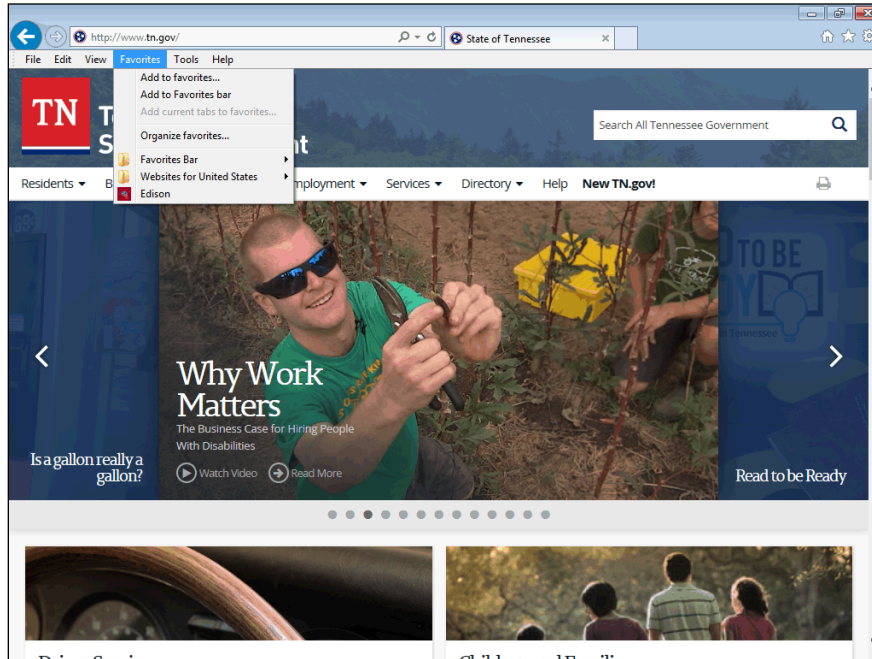 http://www.tn.gov/
State of Tennessee
File Edit View Favorites Tools Help
Add to favorites...
Add to Favorites bar
Add current tabs to favorites...
Organize favorites...
Favorites Bar
Websites for United States
Edison
TN
Search All Tennessee Government
Residents
Services Directory Help New TN.gov!
TO BE
Why Work
Matters
The Business Case for Hiring People
With Disabilities
Watch Video Read More
Is a gallon really a
gallon?
Read to be Ready